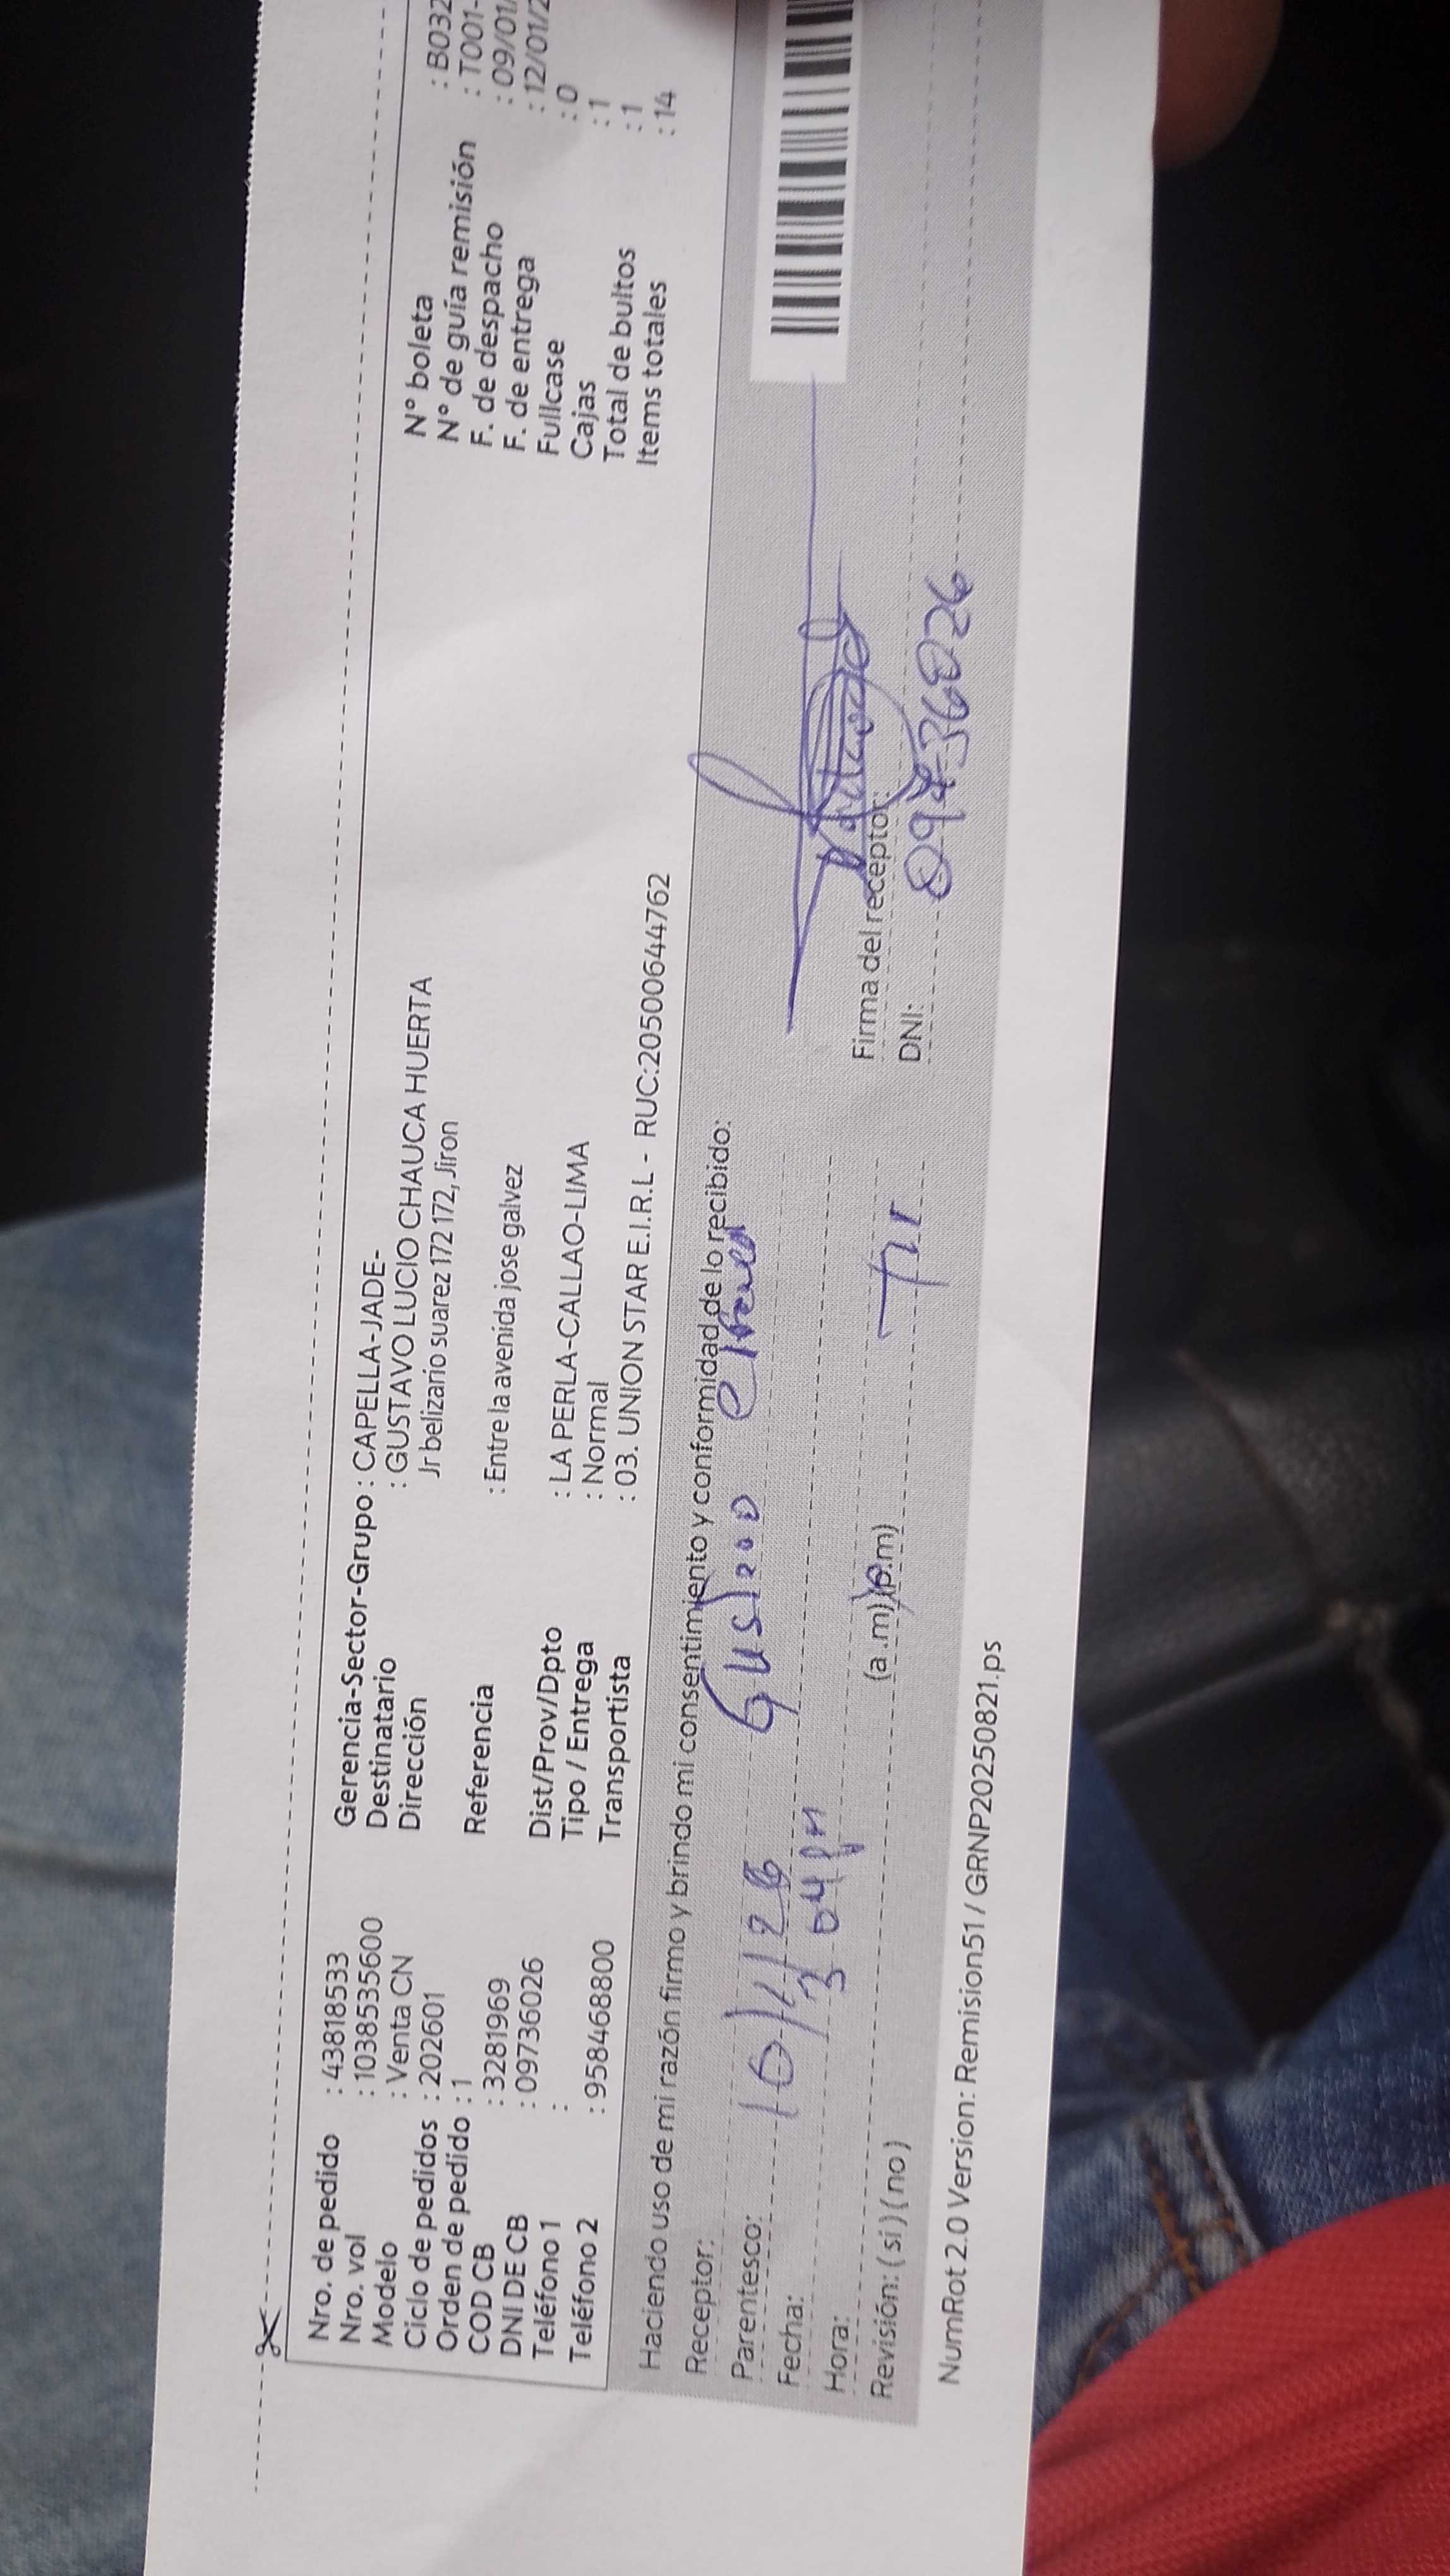 Nro. de pedido : 43818533
Nro. vol : 1038535600
Modelo : Venta CN
Ciclo de pedidos : 202601
Orden de pedido : 1
COD CB : 3281969
DNI DE CB : 09736026
Teléfono 1 :
Teléfono 2 : 958468800
Gerencia-Sector-Grupo : CAPELLA-JADE-
Destinatario : GUSTAVO LUCIO CHAUCA HUERTA
Dirección Jr belizario suarez 172 172, Jiron
Referencia : Entre la avenida jose galvez
Dist/Prov/Dpto : LA PERLA-CALLAO-LIMA
Tipo / Entrega : Normal
Transportista : 03. UNION STAR E.I.R.L - RUC:20500644762
N° boleta : B032
N° de guía remisión : T001-
F. de despacho : 09/01/
F. de entrega : 12/01/2
Fullcase : 0
Cajas : 1
Total de bultos : 1
Items totales : 14
Haciendo uso de mi razón firmo y brindo mi consentimiento y conformidad de lo recibido:
Receptor:
Parentesco:
Fecha:
Hora: 3 04 pm
(a.m) (p.m)
Revisión: ( si ) ( no )
Firma del receptor:
DNI: 09736026
NumRot 2.0 Version: Remision51 / GRNP20250821.ps